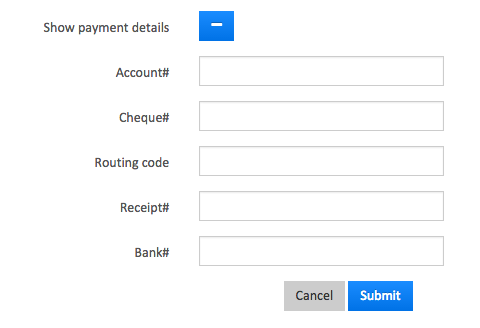 Show payment details
Account#
Cheque#
Routing code
Receipt#
Bank#
Cancel Submit